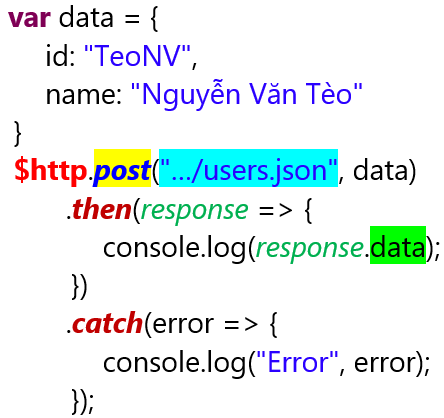 var data = {
id: "TeoNV",
name: "Nguyễn Văn Tèo"
}
$http.post(".../users.json", data)
.then(response => {
console.log(response.data);
})
.catch(error => {
console.log("Error", error);
});